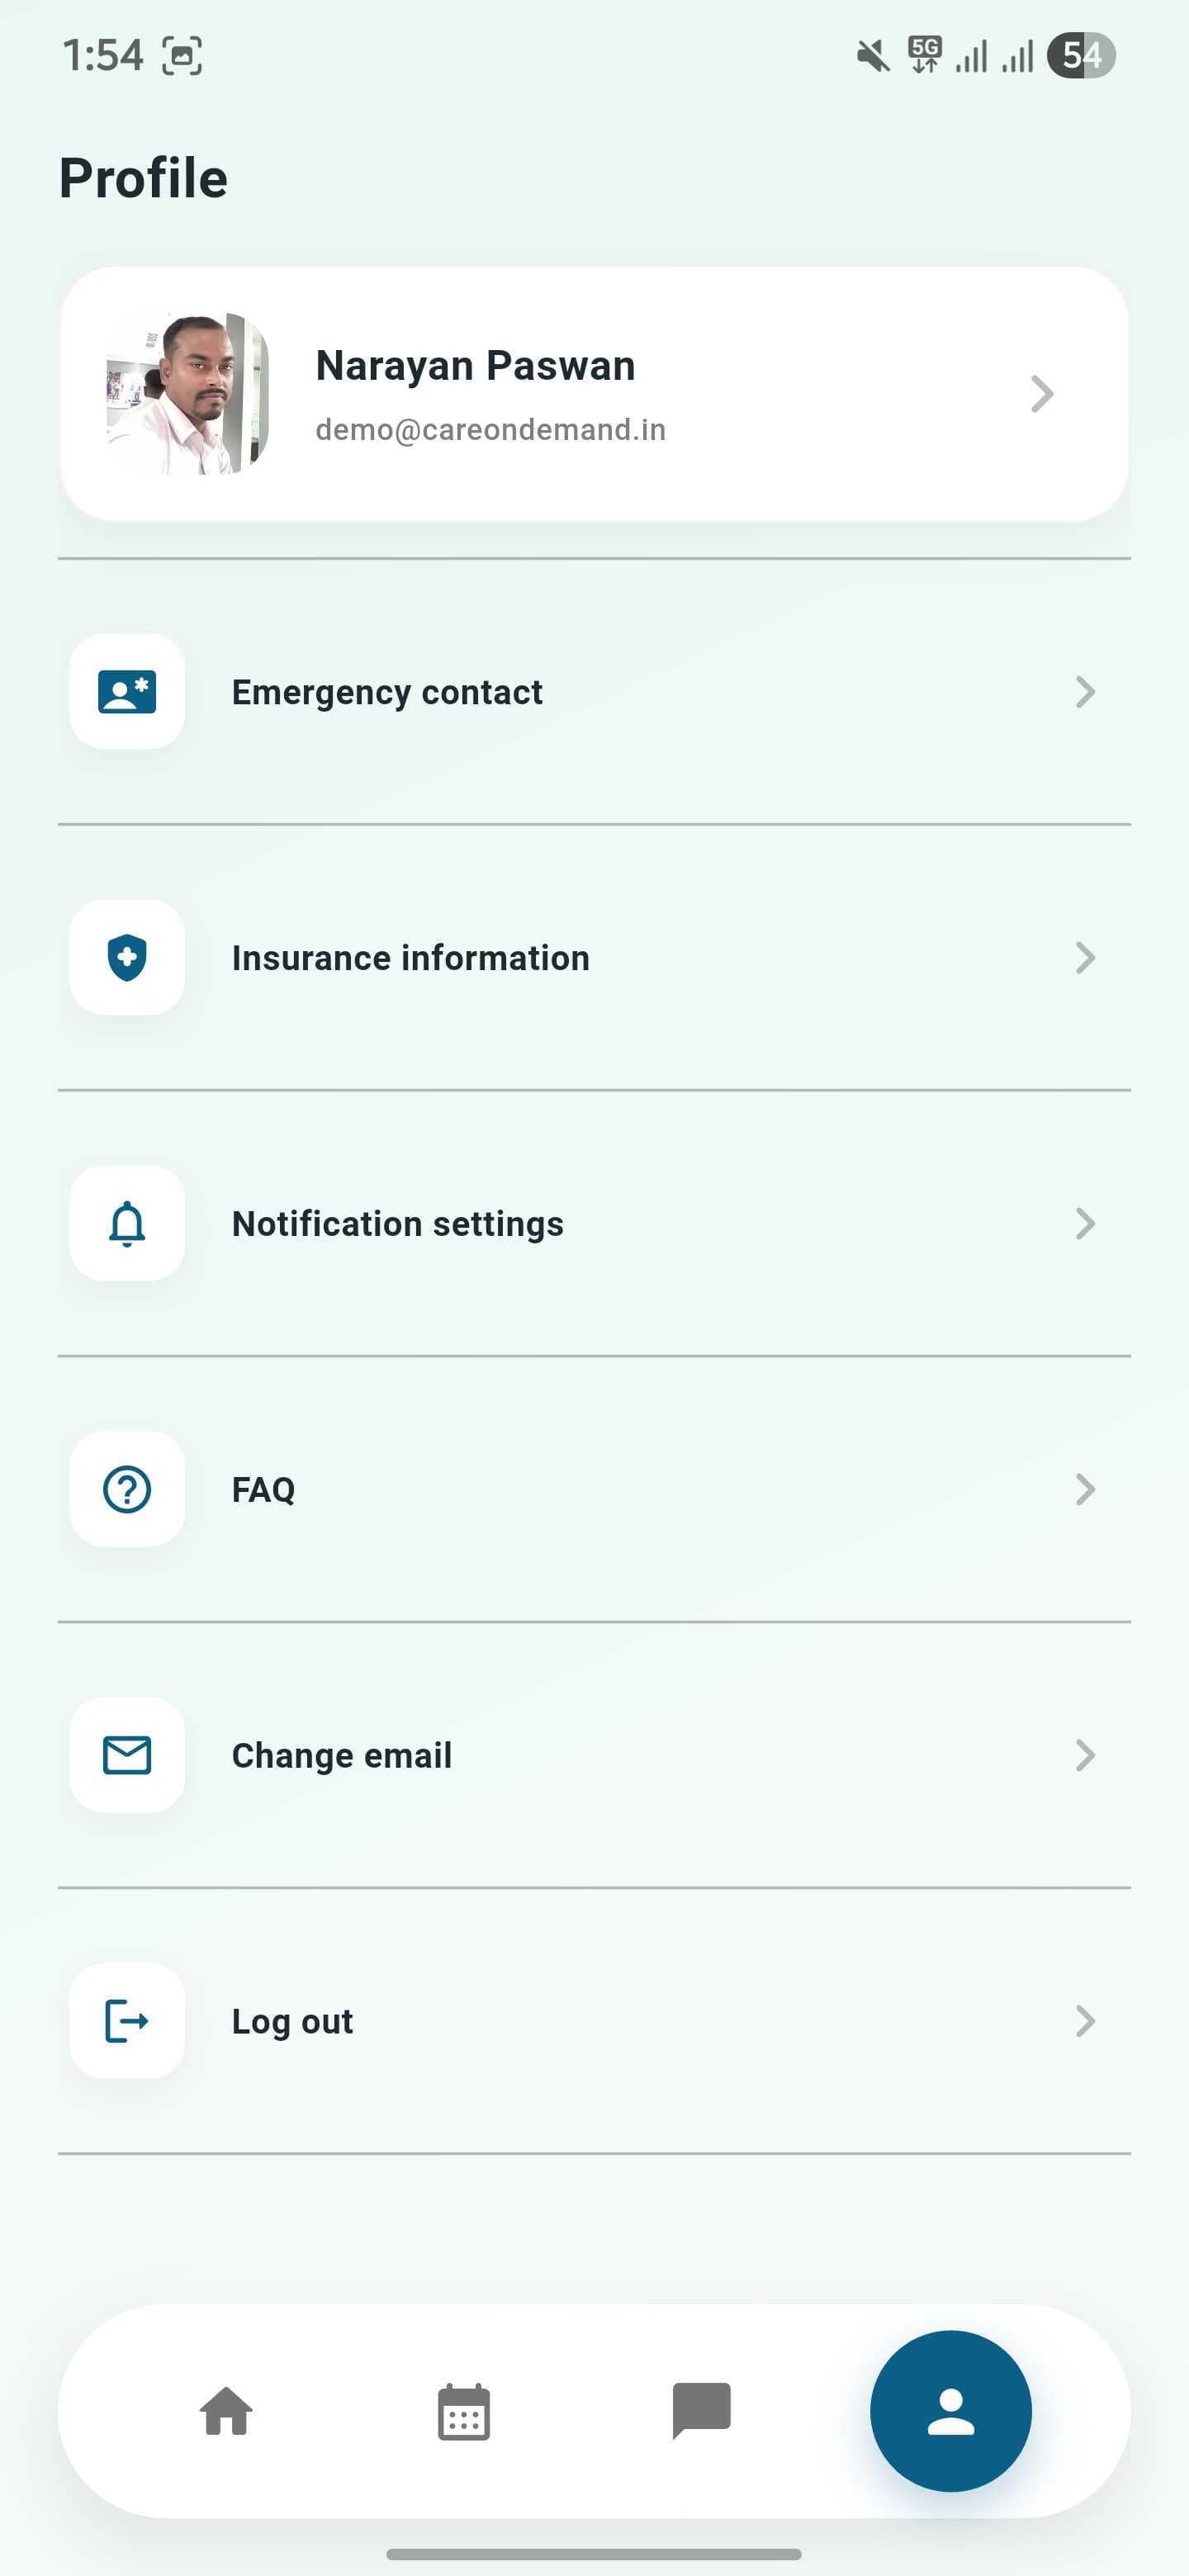 1:54
5G
54
Profile
Narayan Paswan
demo@careondemand.in
Emergency contact
Insurance information
Notification settings
FAQ
Change email
Log out